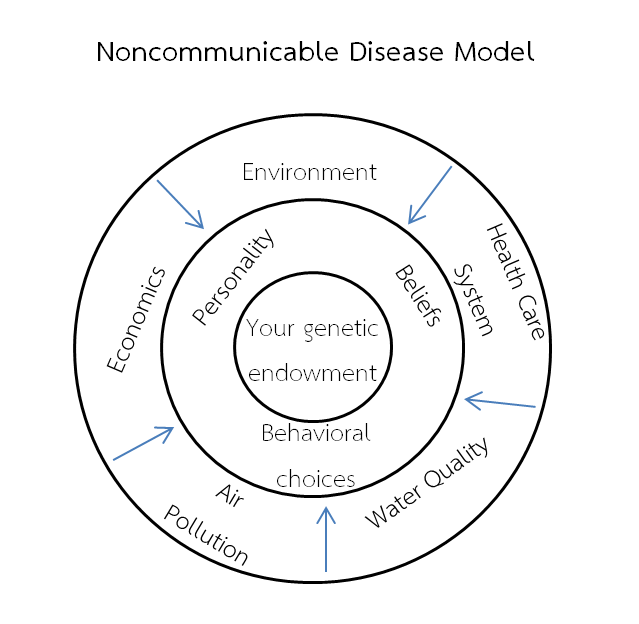 Noncommunicable Disease Model
Environment
Health Care
System
Economics
Personality
Beliefs
Your genetic
endowment
Behavioral
choices
Water Quality
Air
Pollution